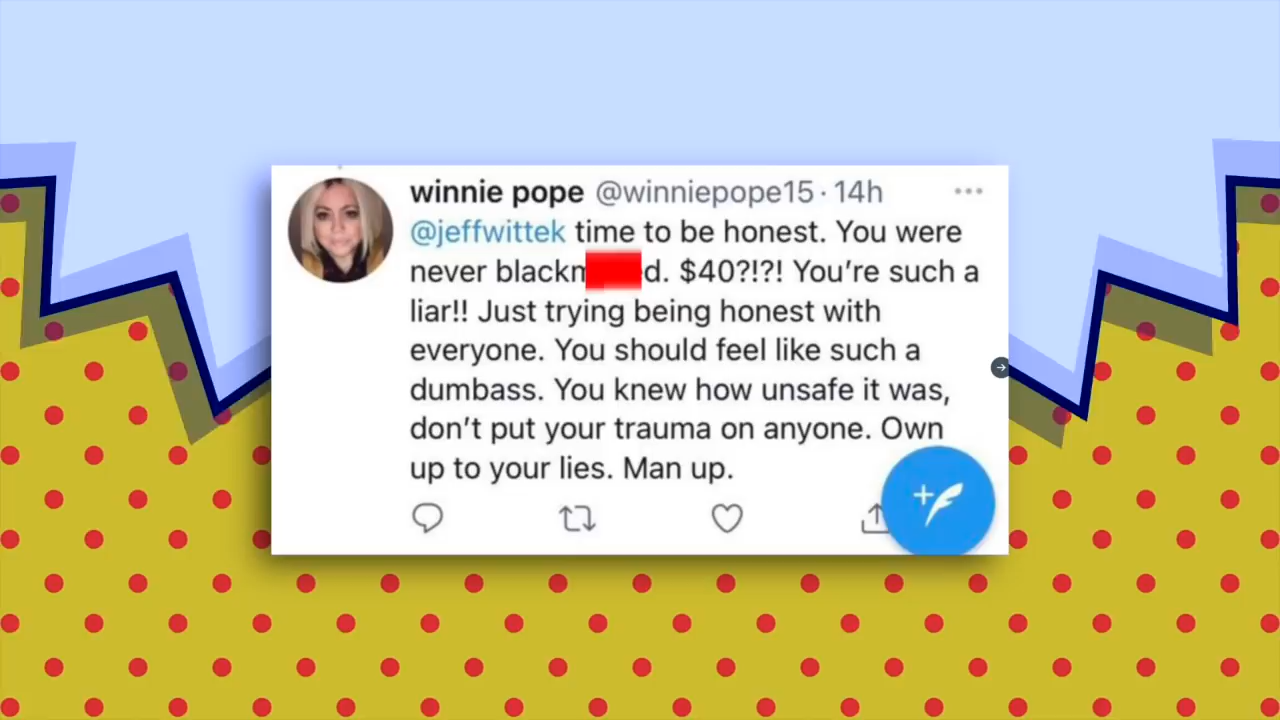 winnie pope @winniepope15 · 14h
@jeffwittek time to be honest. You were
never d. $40?!?! You're such a
liar!! Just trying being honest with
everyone. You should feel like such a
dumbass. You knew how unsafe it was,
don't put your trauma on anyone. Own
up to your lies. Man up.